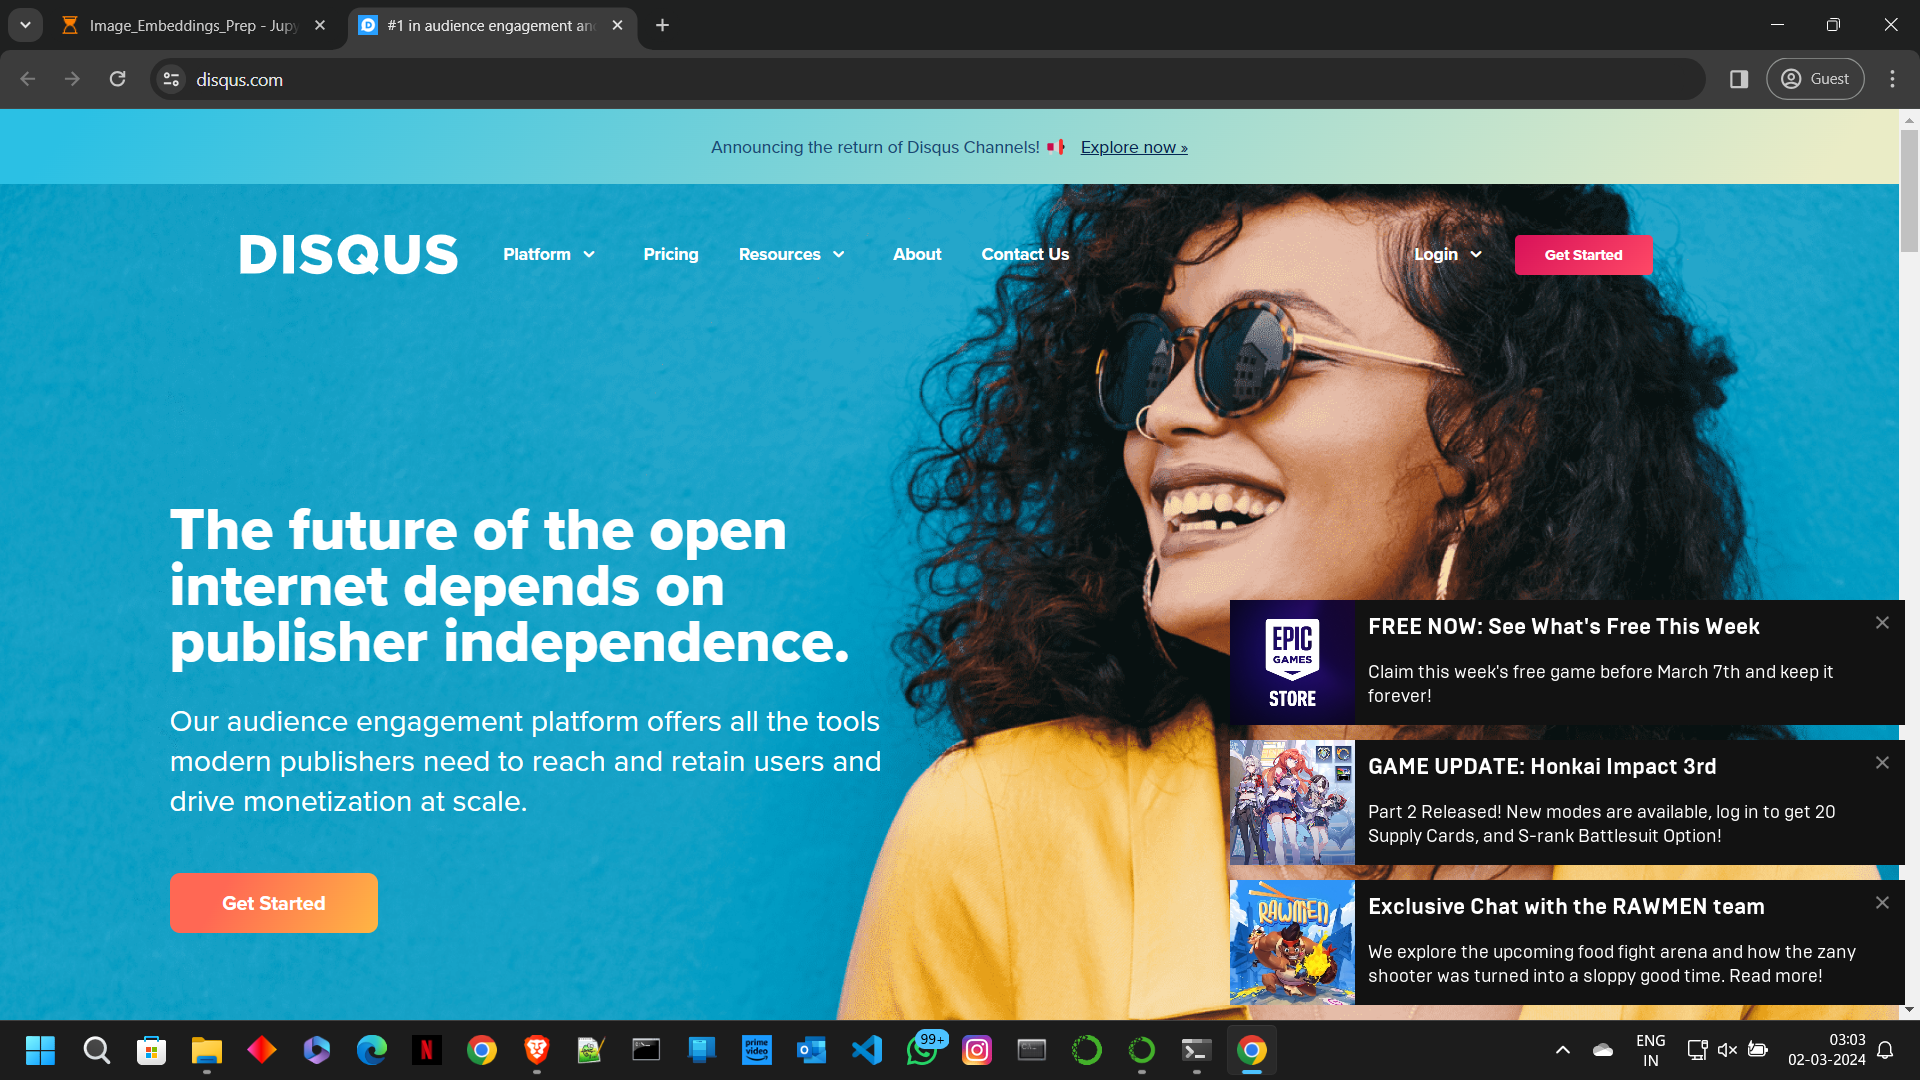 Image_Embeddings_Prep - Jupy
#1 in audience engagement an
disqus.com
Guest
Announcing the return of Disqus Channels! Explore now »
DISQUS
Platform
Pricing
Resources
About
Contact Us
Login
Get Started
The future of the open
internet depends on
publisher independence.
Our audience engagement platform offers all the tools
modern publishers need to reach and retain users and
drive monetization at scale.
Get Started
EPIC
GAMES
STORE
FREE NOW: See What's Free This Week
Claim this week's free game before March 7th and keep it
forever!
GAME UPDATE: Honkai Impact 3rd
Part 2 Released! New modes are available, log in to get 20
Supply Cards, and S-rank Battlesuit Option!
RAWMEN
Exclusive Chat with the RAWMEN team
We explore the upcoming food fight arena and how the zany
shooter was turned into a sloppy good time. Read more!
N
prime
video
99+
ENG
IN
03:03
02-03-2024